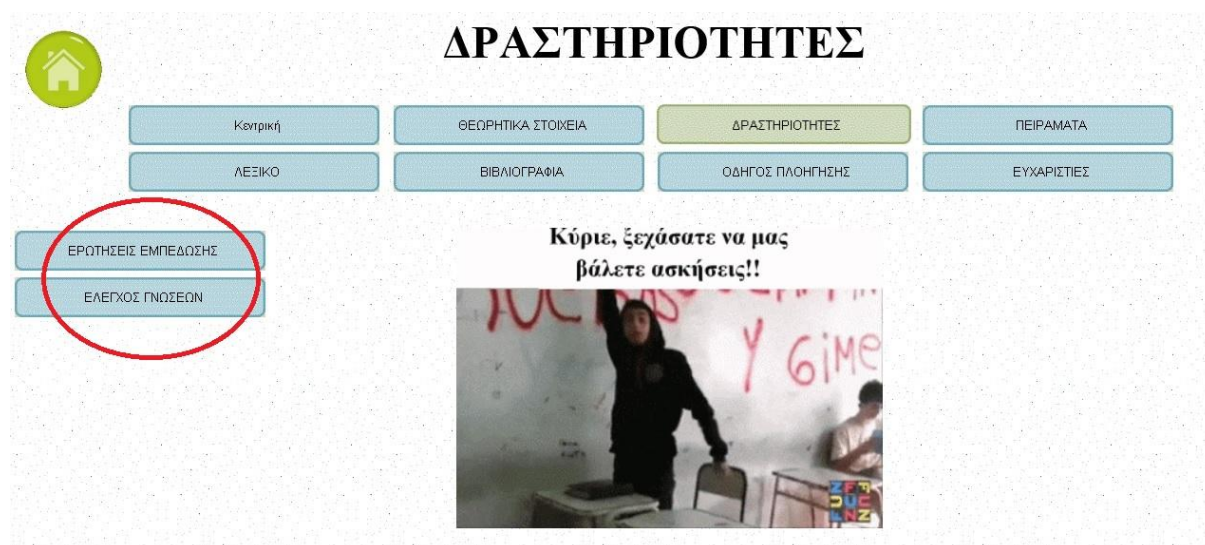 ΔΡΑΣΤΗΡΙΟΤΗΤΕΣ
Κεντρική
ΘΕΩΡΗΤΙΚΑ ΣΤΟΙΧΕΙΑ
ΔΡΑΣΤΗΡΙΟΤΗΤΕΣ
ΠΕΙΡΑΜΑΤΑ
ΛΕΞΙΚΟ
ΒΙΒΛΙΟΓΡΑΦΙΑ
ΟΔΗΓΟΣ ΠΛΟΗΓΗΣΗΣ
ΕΥΧΑΡΙΣΤΙΕΣ
ΕΡΩΤΗΣΕΙΣ ΕΜΠΕΔΩΣΗΣ
ΕΛΕΓΧΟΣ ΓΝΩΣΕΩΝ
Κύριε, ξεχάσατε να μας
βάλετε ασκήσεις!!
Y GiMe